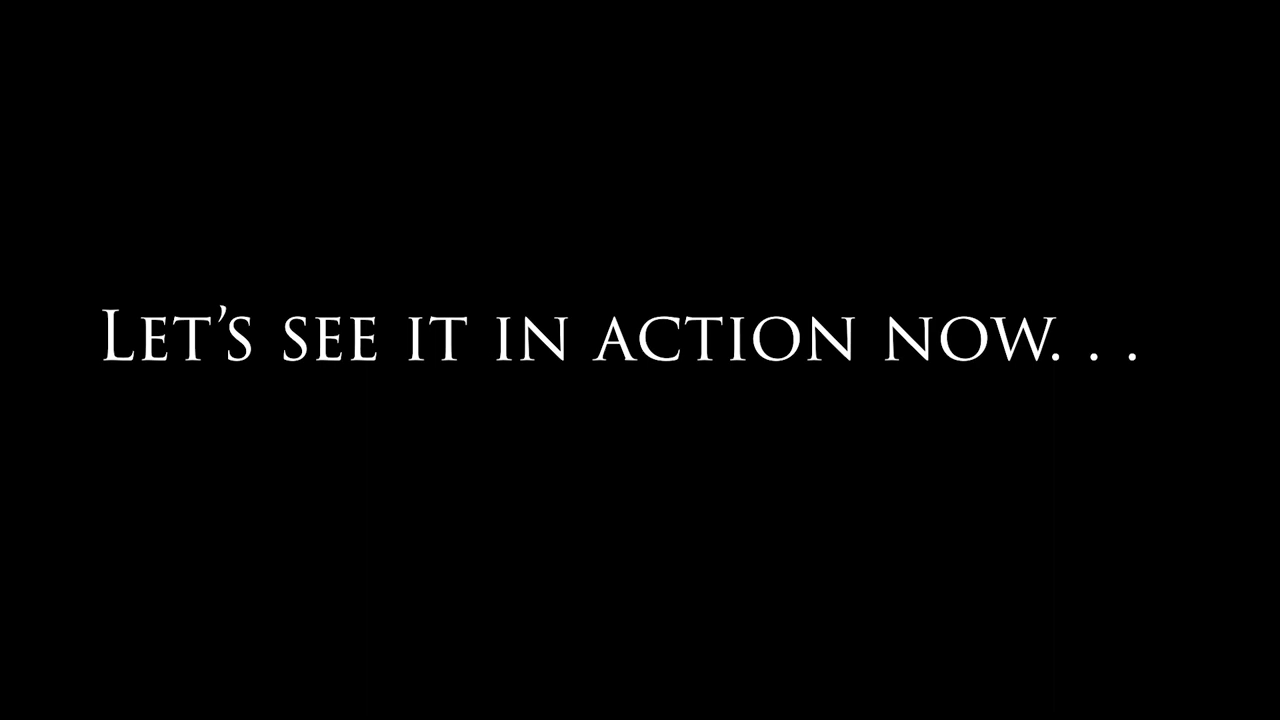 Let’s see it in action now. . .